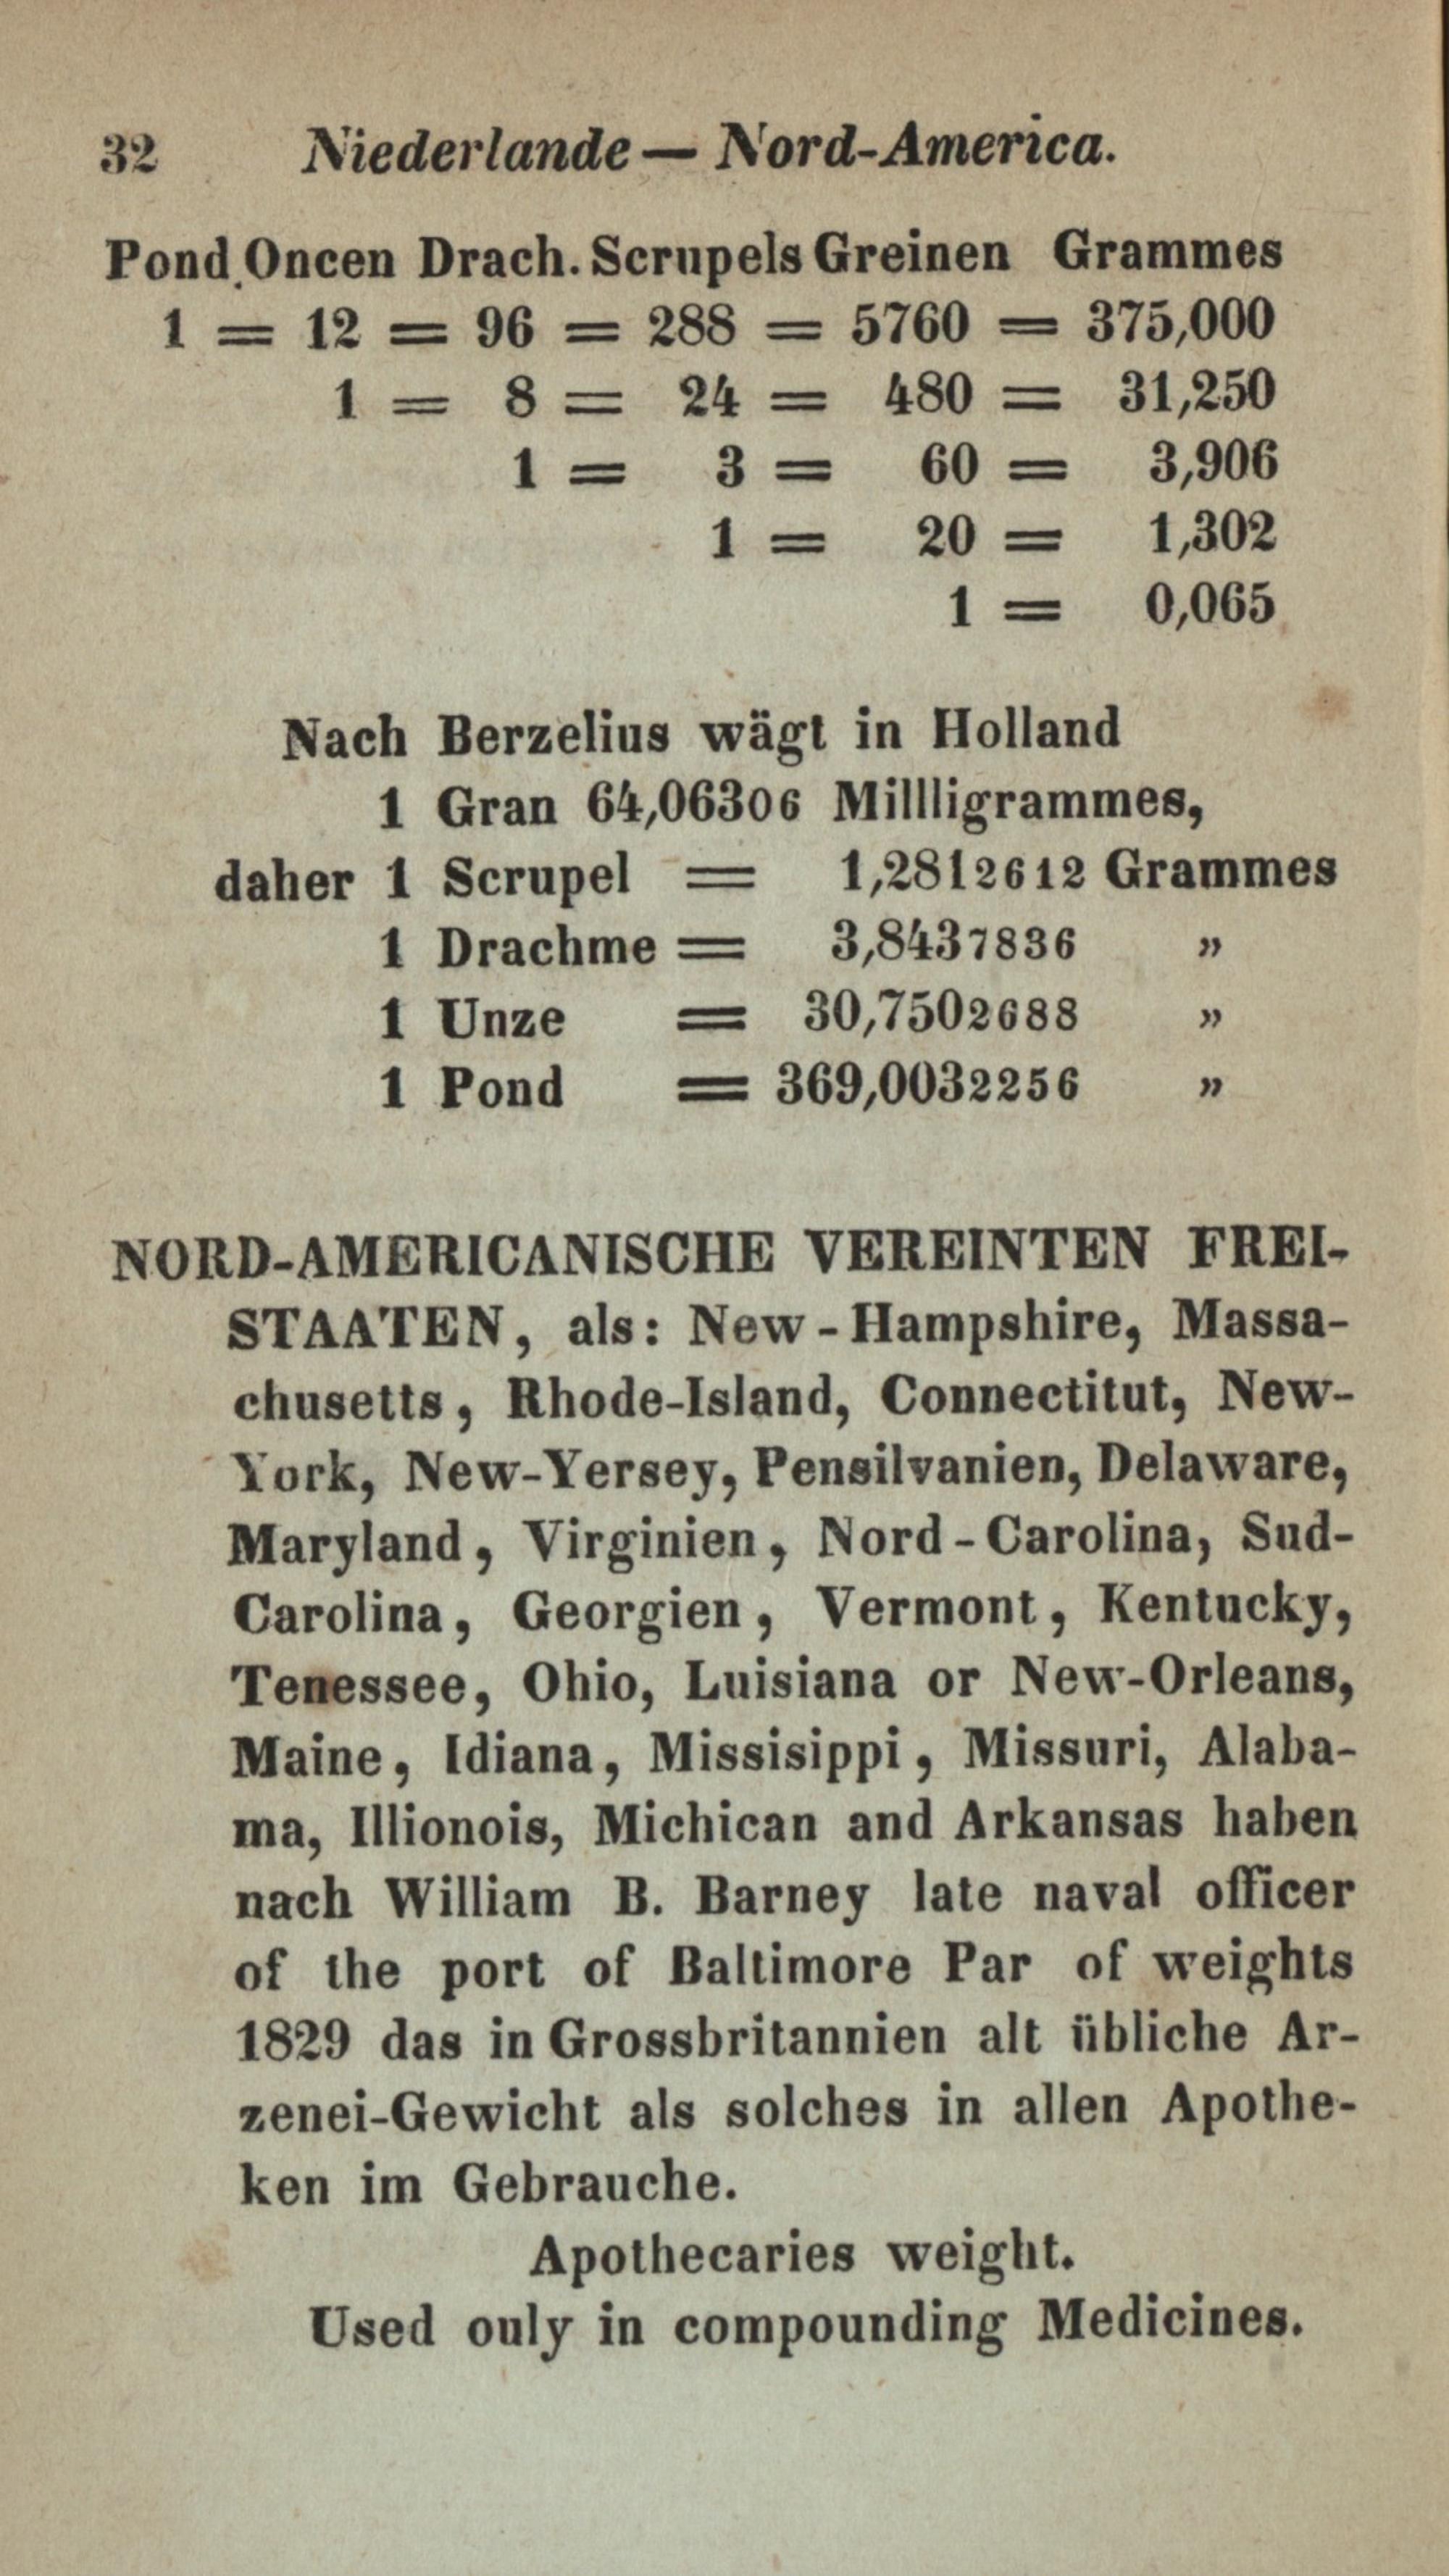 32 Niederlande — Nord-America.
Pond Oncen Drach. Scrupels Greinen Grammes
1 = 12 = 96 = 288 = 5760 = 375,000
1 = 8 = 24 = 480 = 31,250
1 = 3 = 60 = 3,906
1 = 20 = 1,302
1 = 0,065
Nach Berzelius wägt in Holland
1 Gran 64,06306 Millligrammes,
daher 1 Scrupel = 1,2812612 Grammes
1 Drachme = 3,8437836 »
1 Unze = 30,7502688 »
1 Pond = 369,0032256 »
NORD-AMERICANISCHE VEREINTEN FREI-
STAATEN, als: New-Hampshire, Massa-
chusetts, Rhode-Island, Connectitut, New-
York, New-Yersey, Pensilvanien, Delaware,
Maryland, Virginien, Nord-Carolina, Sud-
Carolina, Georgien, Vermont, Kentucky,
Tenessee, Ohio, Luisiana or New-Orleans,
Maine, Idiana, Missisippi, Missuri, Alaba-
ma, Illionois, Michican and Arkansas haben
nach William B. Barney late naval officer
of the port of Baltimore Par of weights
1829 das in Grossbritannien alt übliche Ar-
zenei-Gewicht als solches in allen Apothe-
ken im Gebrauche.
Apothecaries weight.
Used ouly in compounding Medicines.